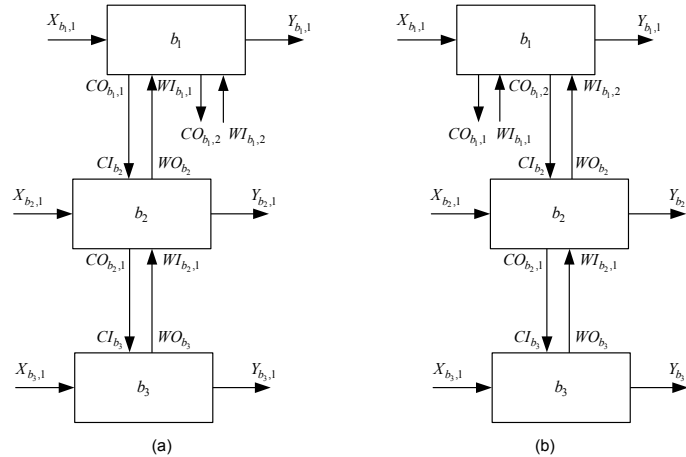 X_{b_1,1}
b_1
Y_{b_1,1}
CO_{b_1,1}
WI_{b_1,1}
CO_{b_1,2}
WI_{b_1,2}
CI_{b_2}
WO_{b_2}
X_{b_2,1}
b_2
Y_{b_2,1}
CO_{b_2,1}
WI_{b_2,1}
CI_{b_3}
WO_{b_3}
X_{b_3,1}
b_3
Y_{b_3,1}
(a)
X_{b_1,1}
b_1
Y_{b_1,1}
CO_{b_1,2}
WI_{b_1,2}
CO_{b_1,1}
WI_{b_1,1}
CI_{b_2}
WO_{b_2}
X_{b_2,1}
b_2
Y_{b_2}
CO_{b_2,1}
WI_{b_2,1}
CI_{b_3}
WO_{b_3}
X_{b_3,1}
b_3
Y_{b_3}
(b)